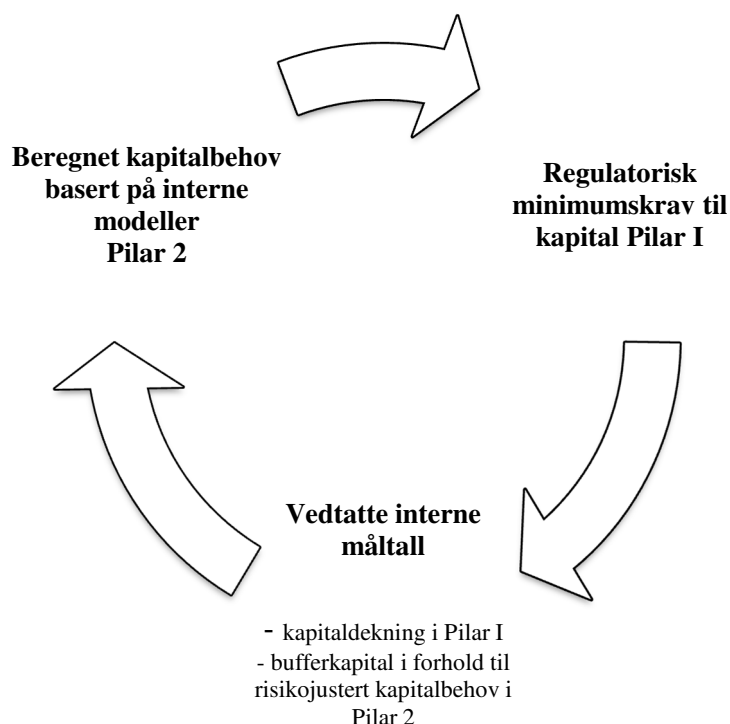 Beregnet kapitalbehov
basert på interne
modeller
Pilar 2
Regulatorisk
minimumskrav til
kapital Pilar I
Vedtatte interne
måltall
- kapitaldekning i Pilar I
- bufferkapital i forhold til
risikojustert kapitalbehov i
Pilar 2